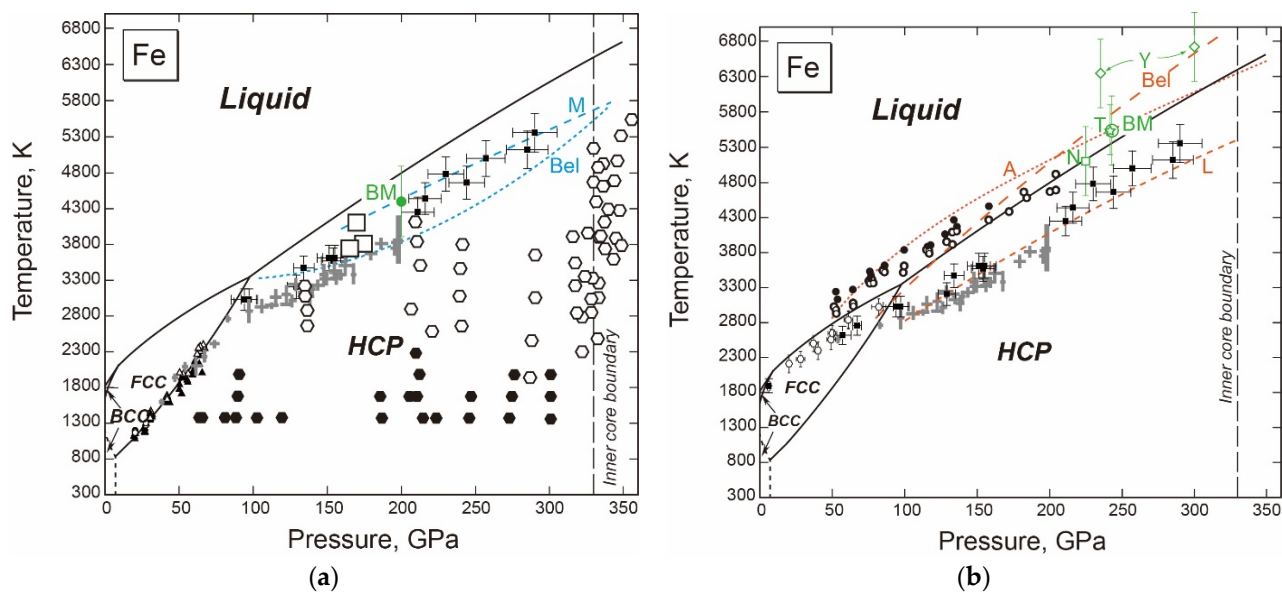 Fe
Liquid
M
Bel
BM
HCP
FCC
BCC
Inner core boundary
Temperature, K
6800
6300
5800
5300
4800
4300
3800
3300
2800
2300
1800
1300
800
300
0 50 100 150 200 250 300 350
Pressure, GPa
(a)
Fe
Liquid
Y
Bel
T BM
A
N
L
HCP
FCC
BCC
Inner core boundary
Temperature, K
6800
6300
5800
5300
4800
4300
3800
3300
2800
2300
1800
1300
800
300
0 50 100 150 200 250 300 350
Pressure, GPa
(b)